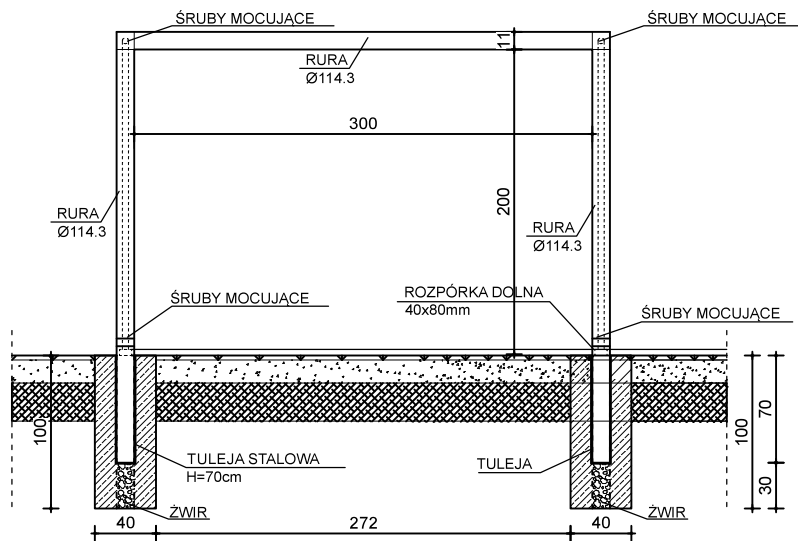 ŚRUBY MOCUJĄCE
ŚRUBY MOCUJĄCE
11
RURA
Ø114.3
300
200
RURA
Ø114.3
RURA
Ø114.3
ŚRUBY MOCUJĄCE
ROZPÓRKA DOLNA
40x80mm
ŚRUBY MOCUJĄCE
100
TULEJA STALOWA
H=70cm
TULEJA
100
70
30
ŻWIR
ŻWIR
40
272
40